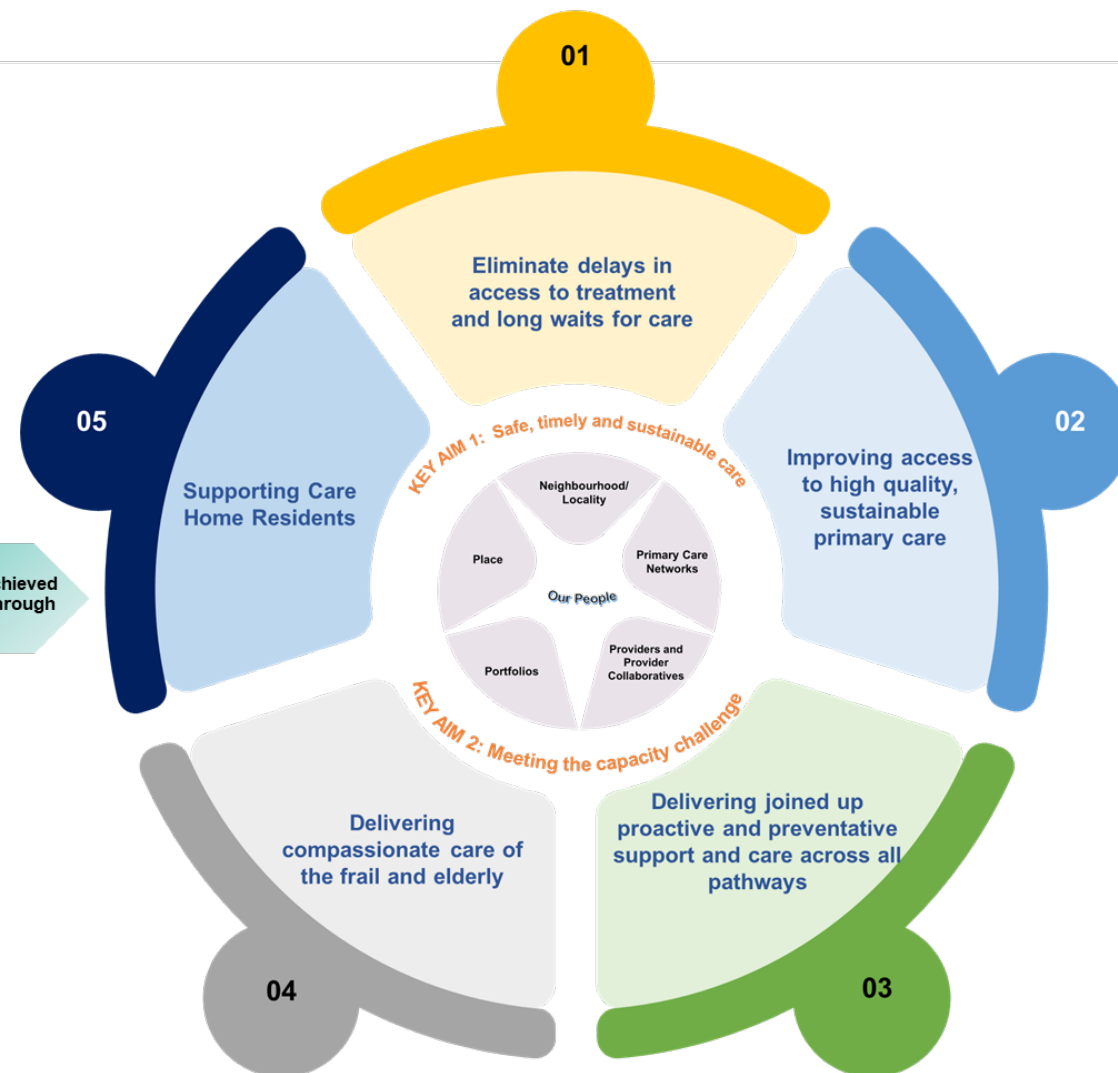 01
Eliminate delays in
access to treatment
and long waits for care
02
Improving access
to high quality,
sustainable
primary care
03
Delivering joined up
proactive and preventative
support and care across all
pathways
04
Delivering
compassionate care of
the frail and elderly
05
Supporting Care
Home Residents
KEY AIM 1: Safe, timely and sustainable care
Neighbourhood/
Locality
Primary Care
Networks
Providers and
Provider
Collaboratives
Portfolios
Place
Our People
KEY AIM 2: Meeting the capacity challenge